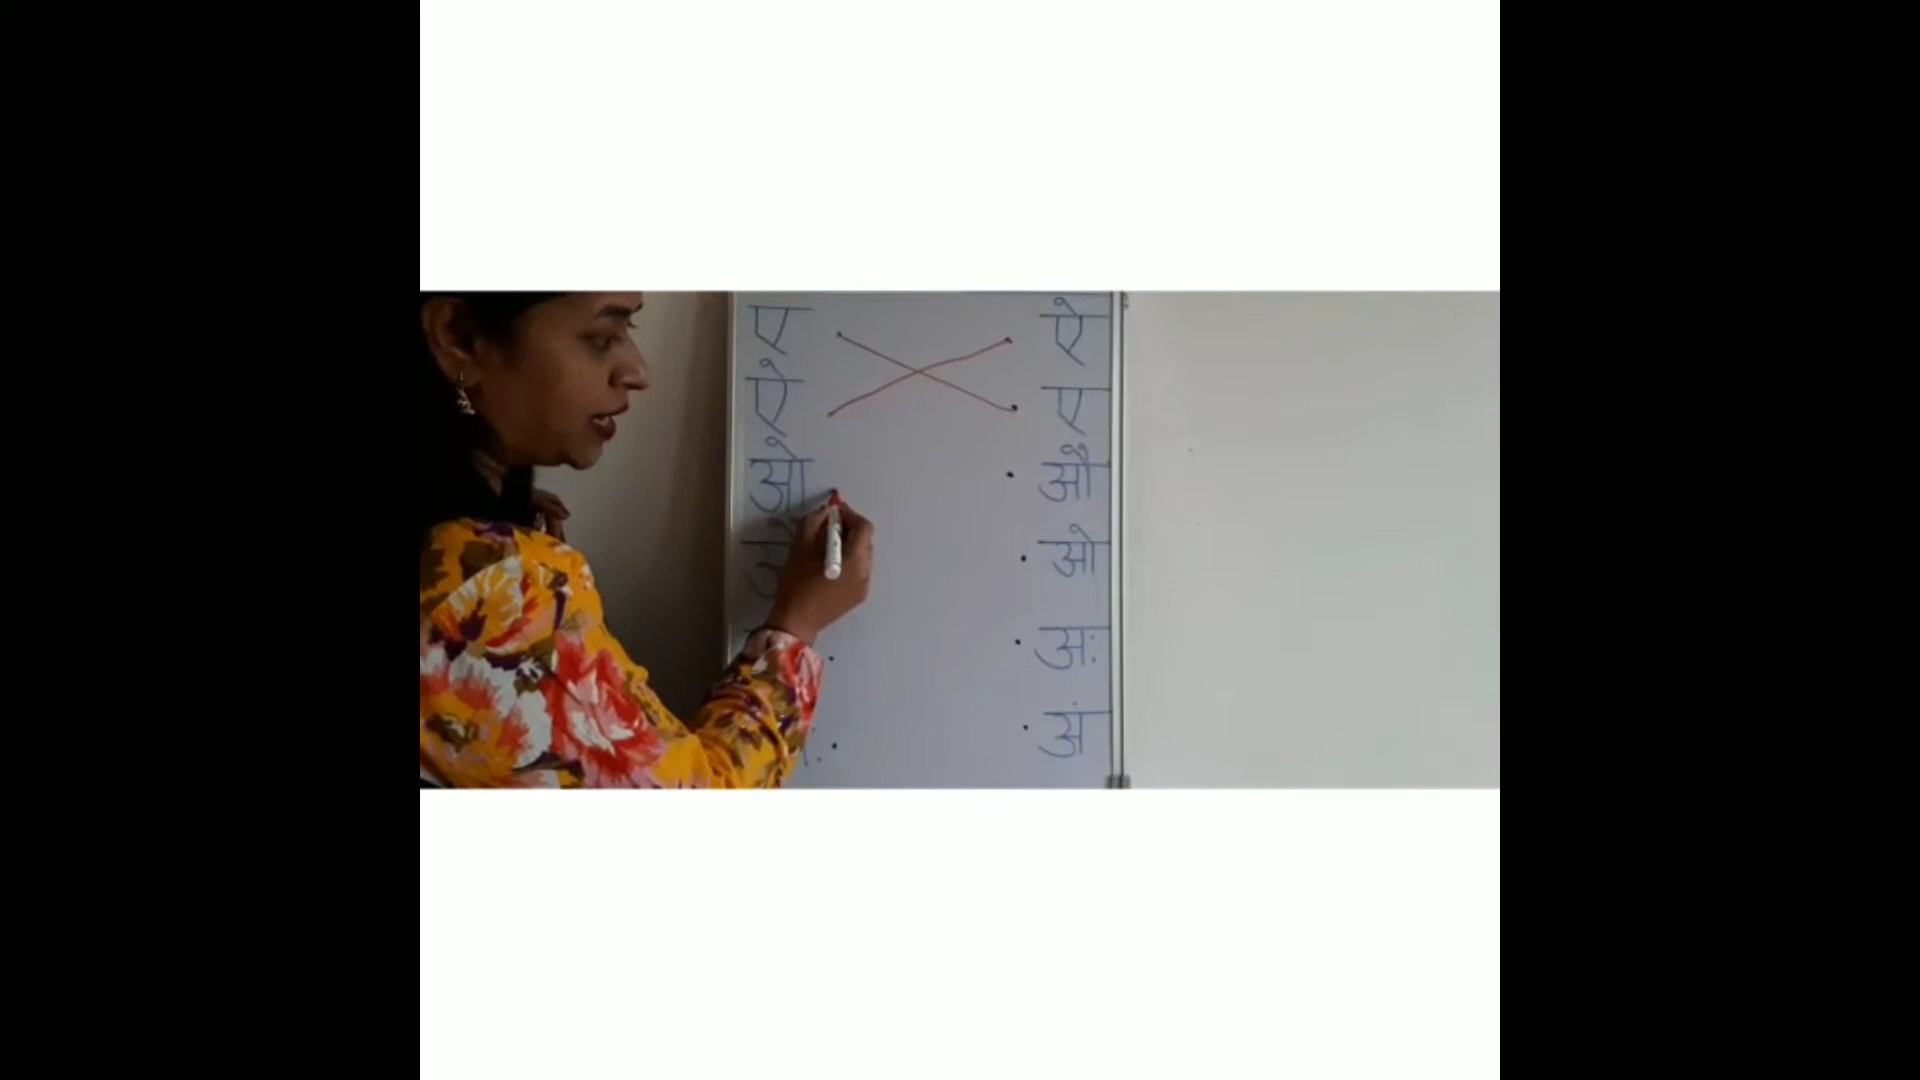 ए ऐ
ऐ ए
ओ औ
ओ
अः
अं